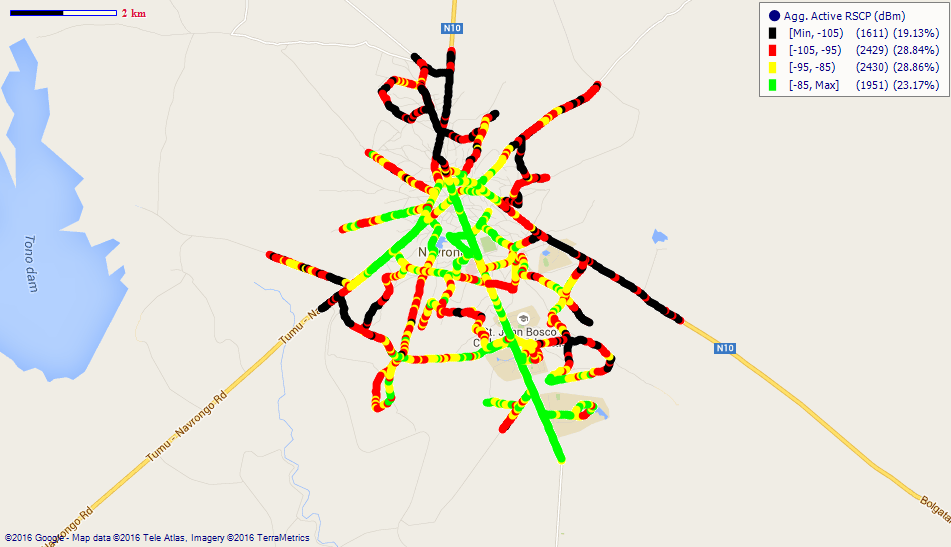 2 km
N10
Agg. Active RSCP (dBm)
[Min, -105) (1611) (19.13%)
[-105, -95) (2429) (28.84%)
[-95, -85) (2430) (28.86%)
[-85, Max] (1951) (23.17%)
Tono dam
Tumu - Na
St. John Bosco
C
N10
Tumu - Navrongo Rd
Navrongo Rd
Bolgata
©2016 Google - Map data ©2016 Tele Atlas, Imagery ©2016 TerraMetrics